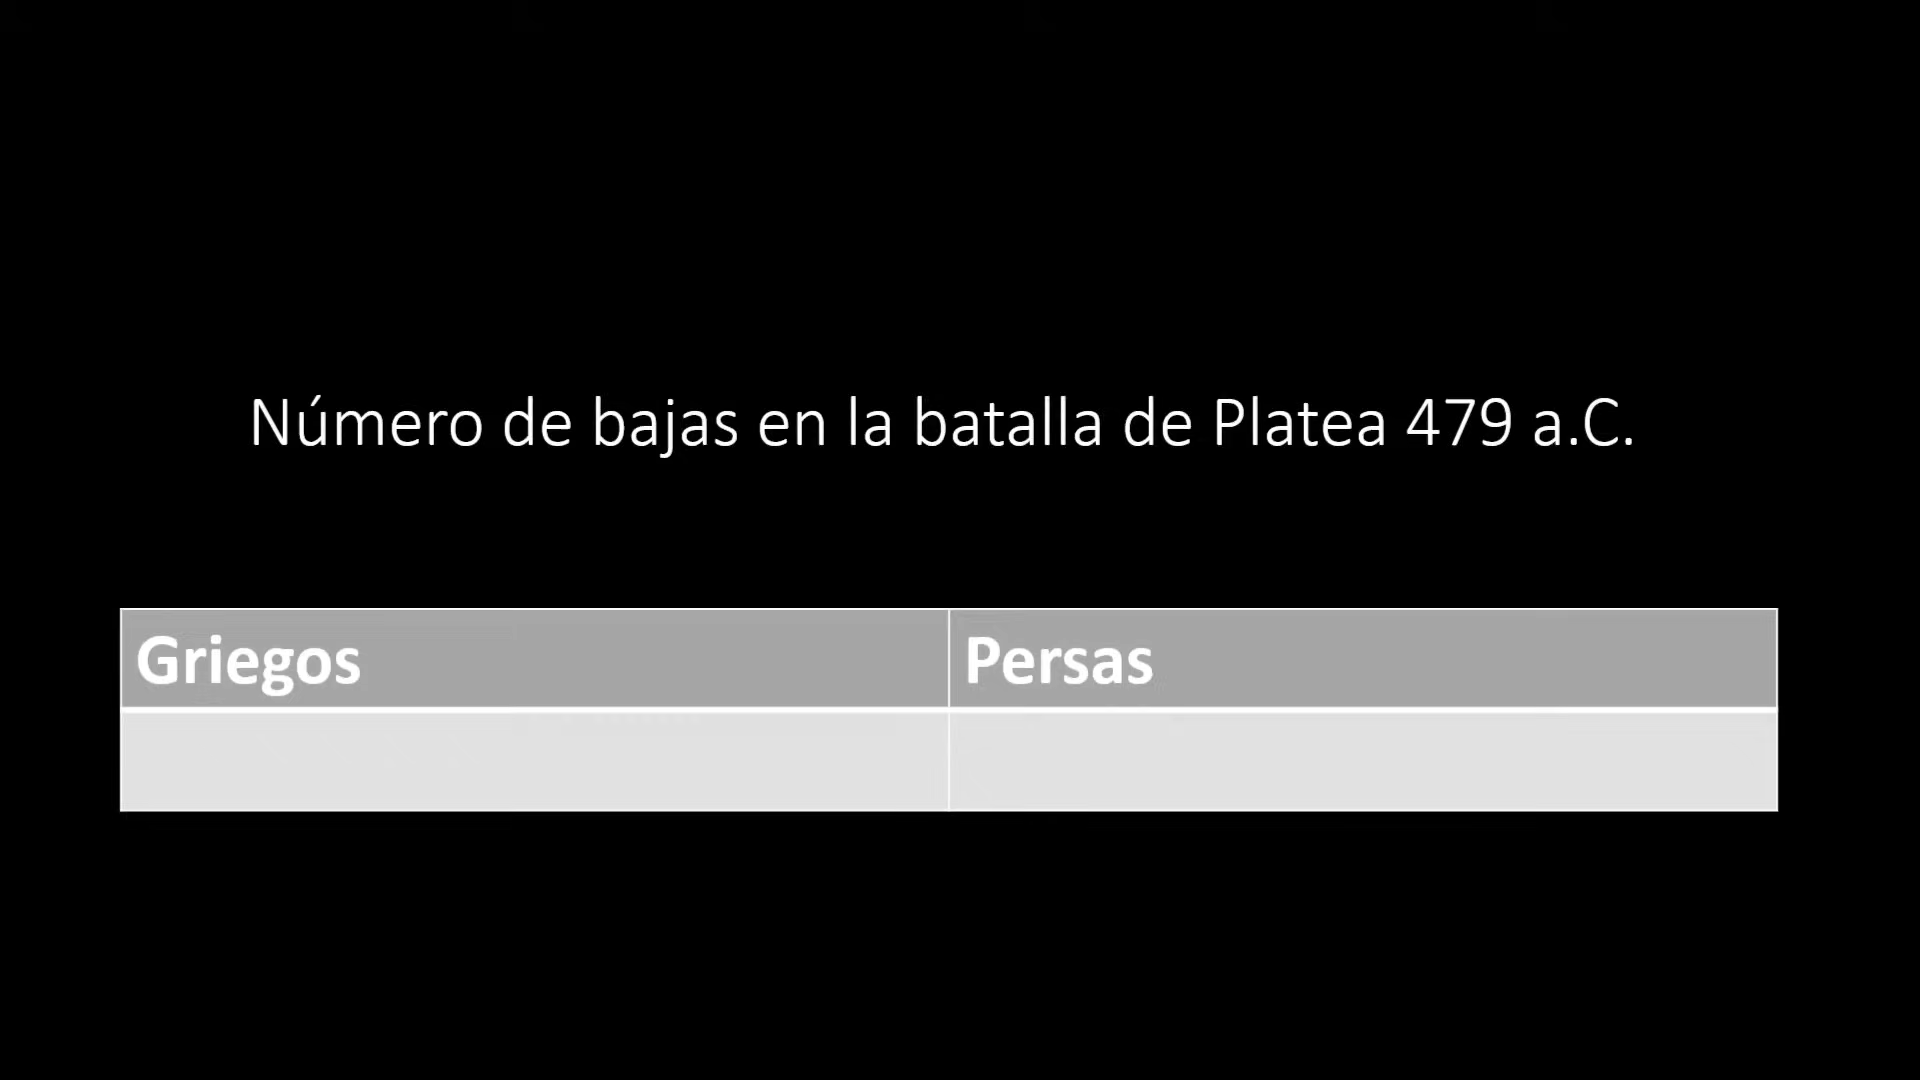 Número de bajas en la batalla de Platea 479 a.C.
Griegos
Persas